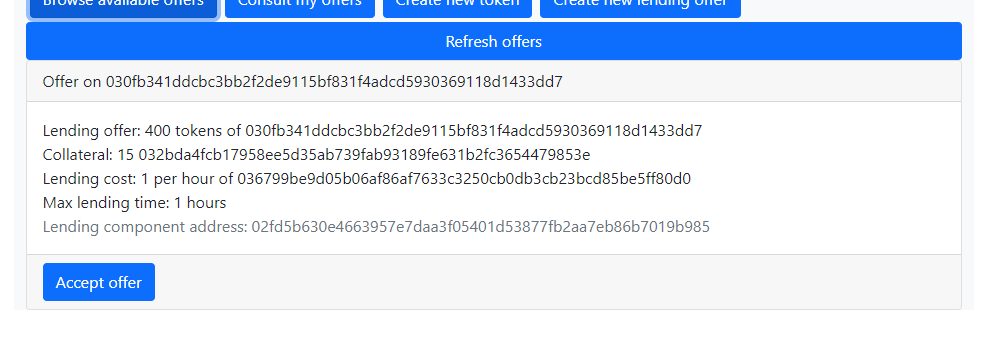 Browse available offers Consult my offers Create new token Create new lending offer
Refresh offers
Offer on 030fb341ddcbc3bb2f2de9115bf831f4adcd5930369118d1433dd7
Lending offer: 400 tokens of 030fb341ddcbc3bb2f2de9115bf831f4adcd5930369118d1433dd7
Collateral: 15 032bda4fcb17958ee5d35ab739fab93189fe631b2fc3654479853e
Lending cost: 1 per hour of 036799be9d05b06af86af7633c3250cb0db3cb23bcd85be5ff80d0
Max lending time: 1 hours
Lending component address: 02fd5b630e4663957e7daa3f05401d53877fb2aa7eb86b7019b985
Accept offer